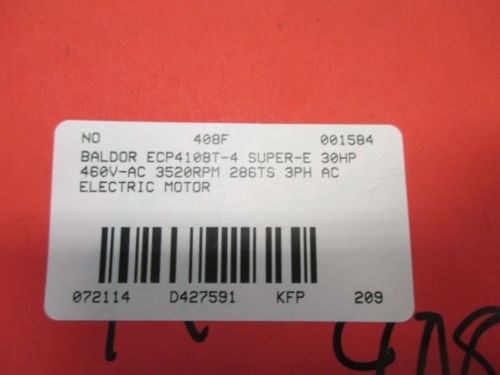 NO 408F 001584
BALDOR ECP4108T-4 SUPER-E 30HP
460V-AC 3520RPM 286TS 3PH AC
ELECTRIC MOTOR
072114 D427591 KFP 209
408